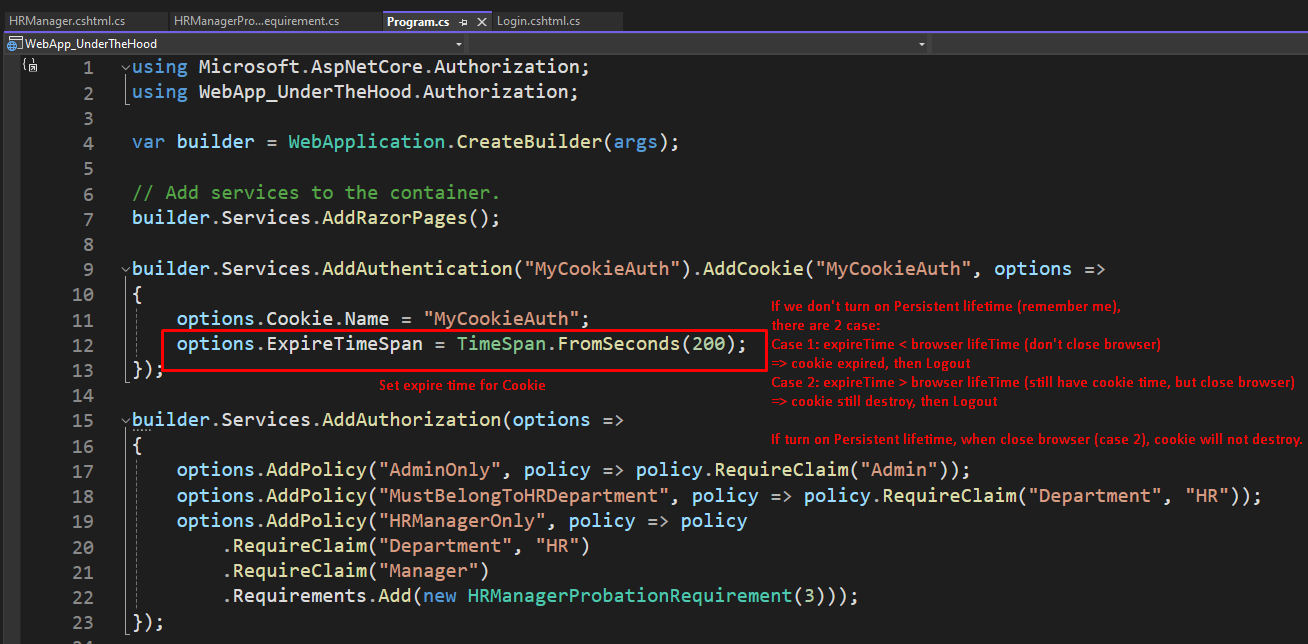 HRManager.cshtml.cs HRManagerPro...equirement.cs Program.cs Login.cshtml.cs
WebApp_UnderTheHood
1 using Microsoft.AspNetCore.Authorization;
2 using WebApp_UnderTheHood.Authorization;
3
4 var builder = WebApplication.CreateBuilder(args);
5
6 // Add services to the container.
7 builder.Services.AddRazorPages();
8
9 builder.Services.AddAuthentication("MyCookieAuth").AddCookie("MyCookieAuth", options =>
10 {
11 options.Cookie.Name = "MyCookieAuth";
12 options.ExpireTimeSpan = TimeSpan.FromSeconds(200);
13 });
Set expire time for Cookie
If we don't turn on Persistent lifetime (remember me),
there are 2 case:
Case 1: expireTime < browser lifeTime (don't close browser)
=> cookie expired, then Logout
Case 2: expireTime > browser lifeTime (still have cookie time, but close browser)
=> cookie still destroy, then Logout
If turn on Persistent lifetime, when close browser (case 2), cookie will not destroy.
14
15 builder.Services.AddAuthorization(options =>
16 {
17 options.AddPolicy("AdminOnly", policy => policy.RequireClaim("Admin"));
18 options.AddPolicy("MustBelongToHRDepartment", policy => policy.RequireClaim("Department", "HR"));
19 options.AddPolicy("HRManagerOnly", policy => policy
20 .RequireClaim("Department", "HR")
21 .RequireClaim("Manager")
22 .Requirements.Add(new HRManagerProbationRequirement(3)));
23 });